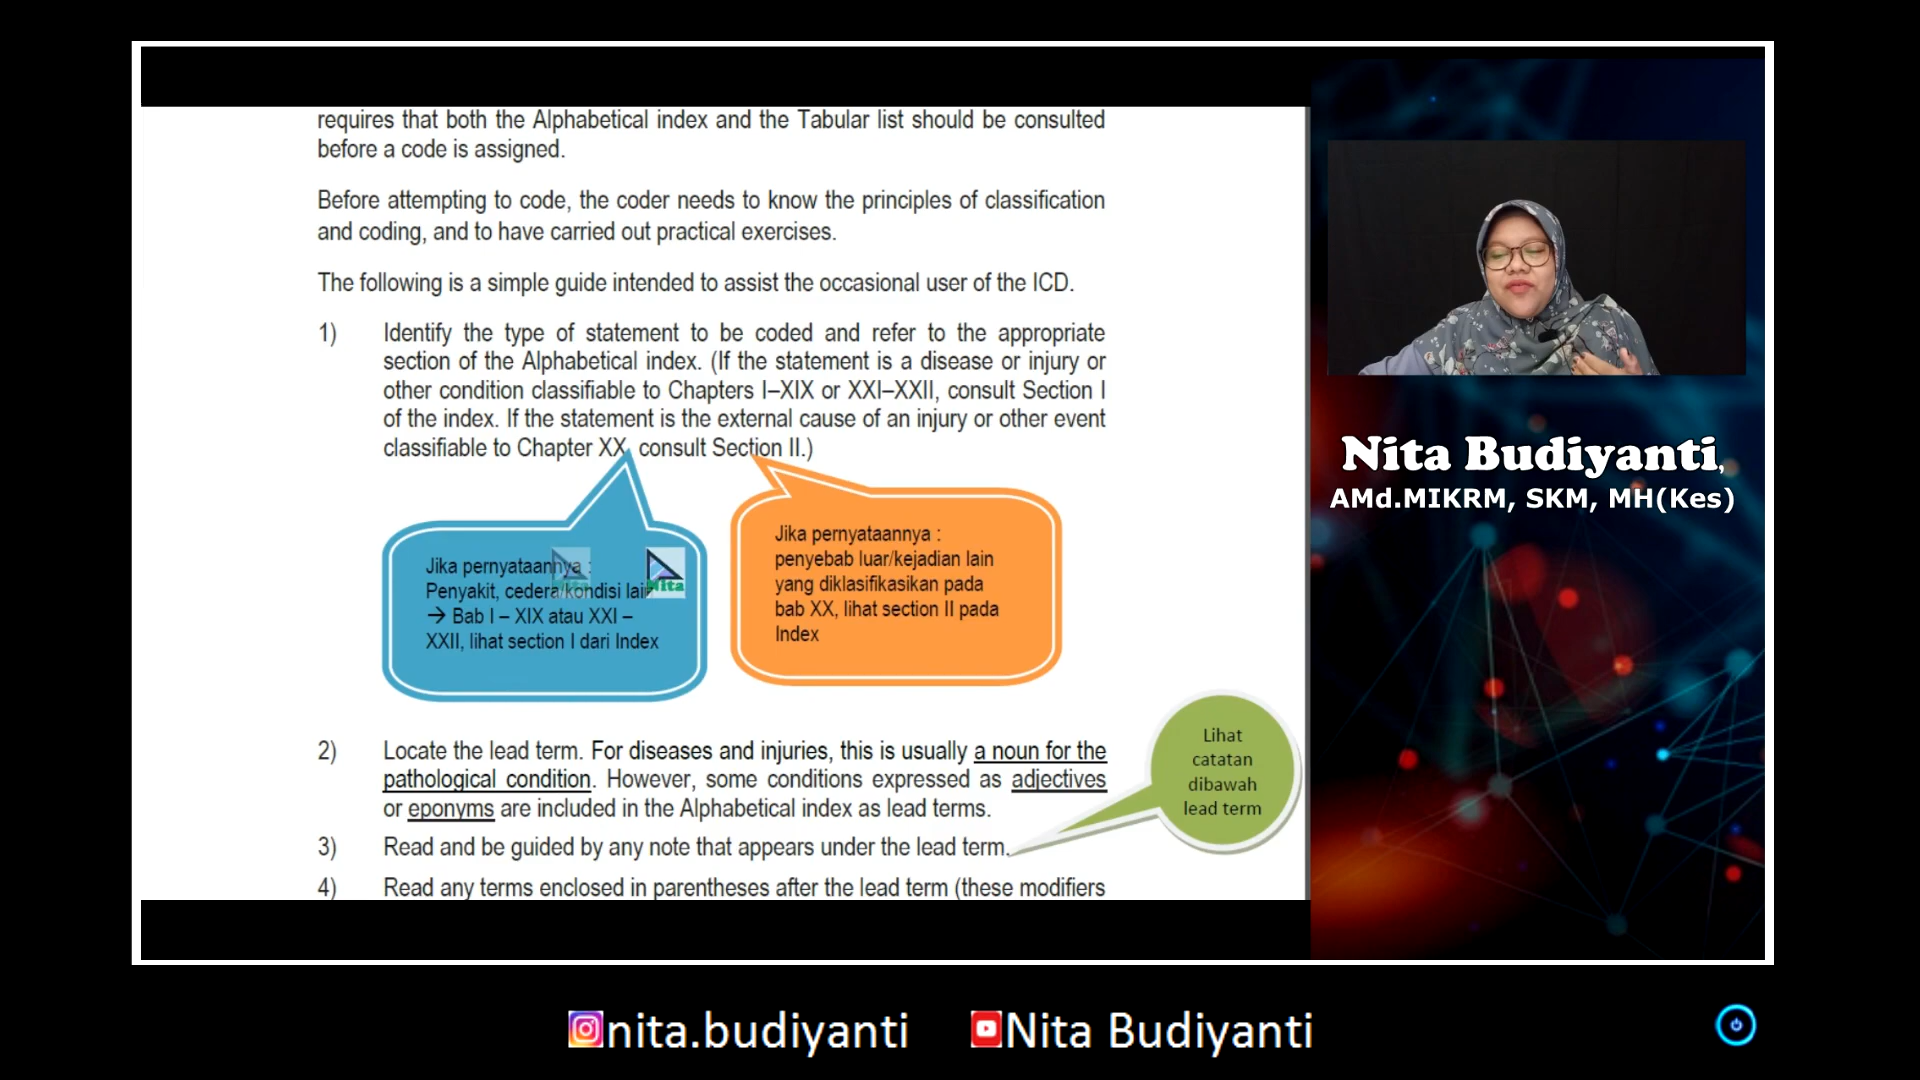 requires that both the Alphabetical index and the Tabular list should be consulted
before a code is assigned.
Before attempting to code, the coder needs to know the principles of classification
and coding, and to have carried out practical exercises.
The following is a simple guide intended to assist the occasional user of the ICD.
1) Identify the type of statement to be coded and refer to the appropriate
section of the Alphabetical index. (If the statement is a disease or injury or
other condition classifiable to Chapters I–XIX or XXI–XXII, consult Section I
of the index. If the statement is the external cause of an injury or other event
classifiable to Chapter XX, consult Section II.)
Jika pernyataannya :
Penyakit, cedera/kondisi lain
→ Bab I – XIX atau XXI –
XXII, lihat section I dari Index
Nita
Jika pernyataannya :
penyebab luar/kejadian lain
yang diklasifikasikan pada
bab XX, lihat section II pada
Index
2) Locate the lead term. For diseases and injuries, this is usually a noun for the
pathological condition. However, some conditions expressed as adjectives
or eponyms are included in the Alphabetical index as lead terms.
3) Read and be guided by any note that appears under the lead term.
4) Read any terms enclosed in parentheses after the lead term (these modifiers
Lihat
catatan
dibawah
lead term
Nita Budiyanti,
AMd.MIKRM, SKM, MH(Kes)
nita.budiyanti
Nita Budiyanti